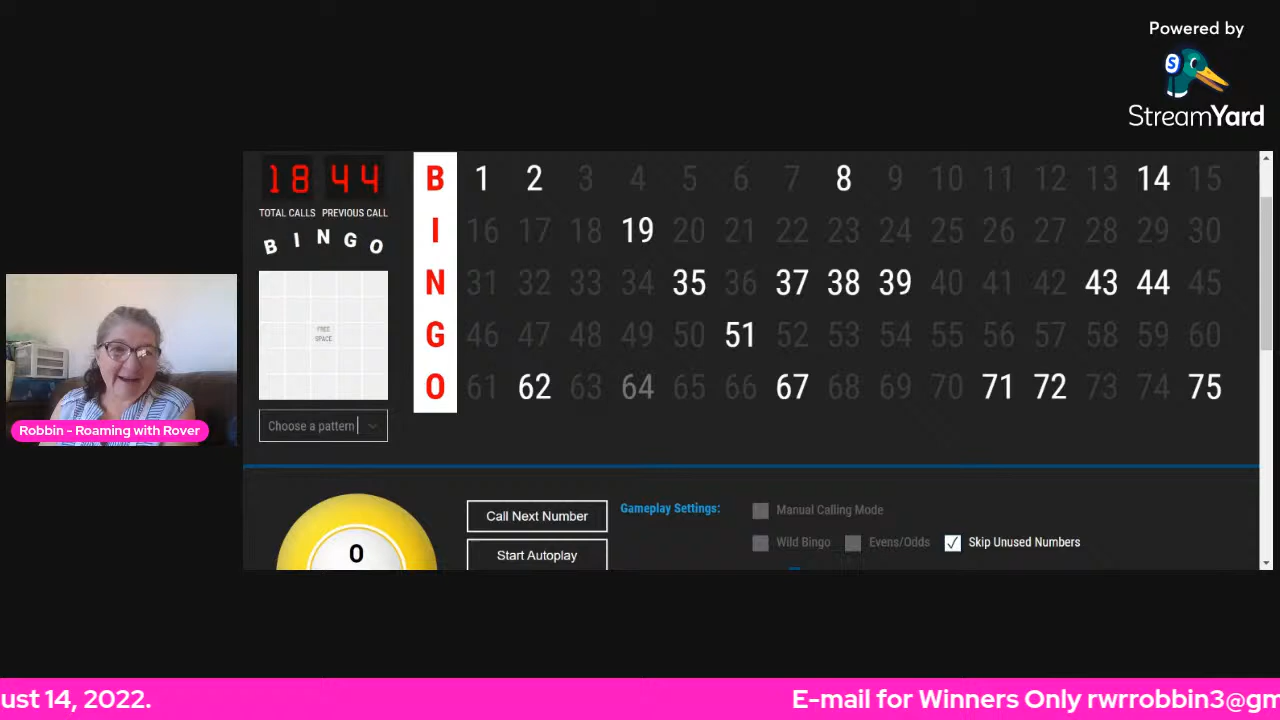 Powered by
StreamYard
18 44
TOTAL CALLS PREVIOUS CALL
BINGO
FREE
SPACE
Choose a pattern
B 1 2 3 4 5 6 7 8 9 10 11 12 13 14 15
I 16 17 18 19 20 21 22 23 24 25 26 27 28 29 30
N 31 32 33 34 35 36 37 38 39 40 41 42 43 44 45
G 46 47 48 49 50 51 52 53 54 55 56 57 58 59 60
O 61 62 63 64 65 66 67 68 69 70 71 72 73 74 75
Robbin - Roaming with Rover
O
Call Next Number
Start Autoplay
Gameplay Settings:
Manual Calling Mode
Wild Bingo Evens/Odds Skip Unused Numbers
ust 14, 2022. E-mail for Winners Only rwrrobbin3@gm